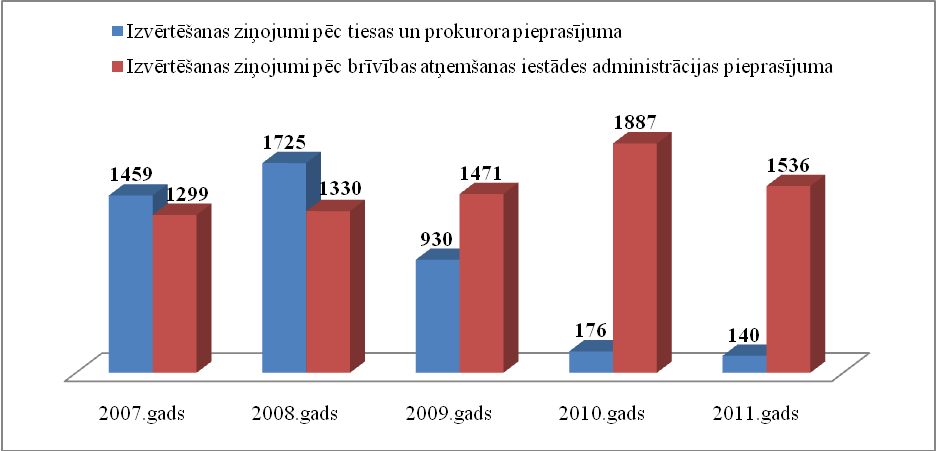 Izvērtēšanas ziņojumi pēc tiesas un prokurora pieprasījuma
Izvērtēšanas ziņojumi pēc brīvības atņemšanas iestādes administrācijas pieprasījuma
1459
1299
1725
1330
930
1471
176
1887
140
1536
2007.gads
2008.gads
2009.gads
2010.gads
2011.gads